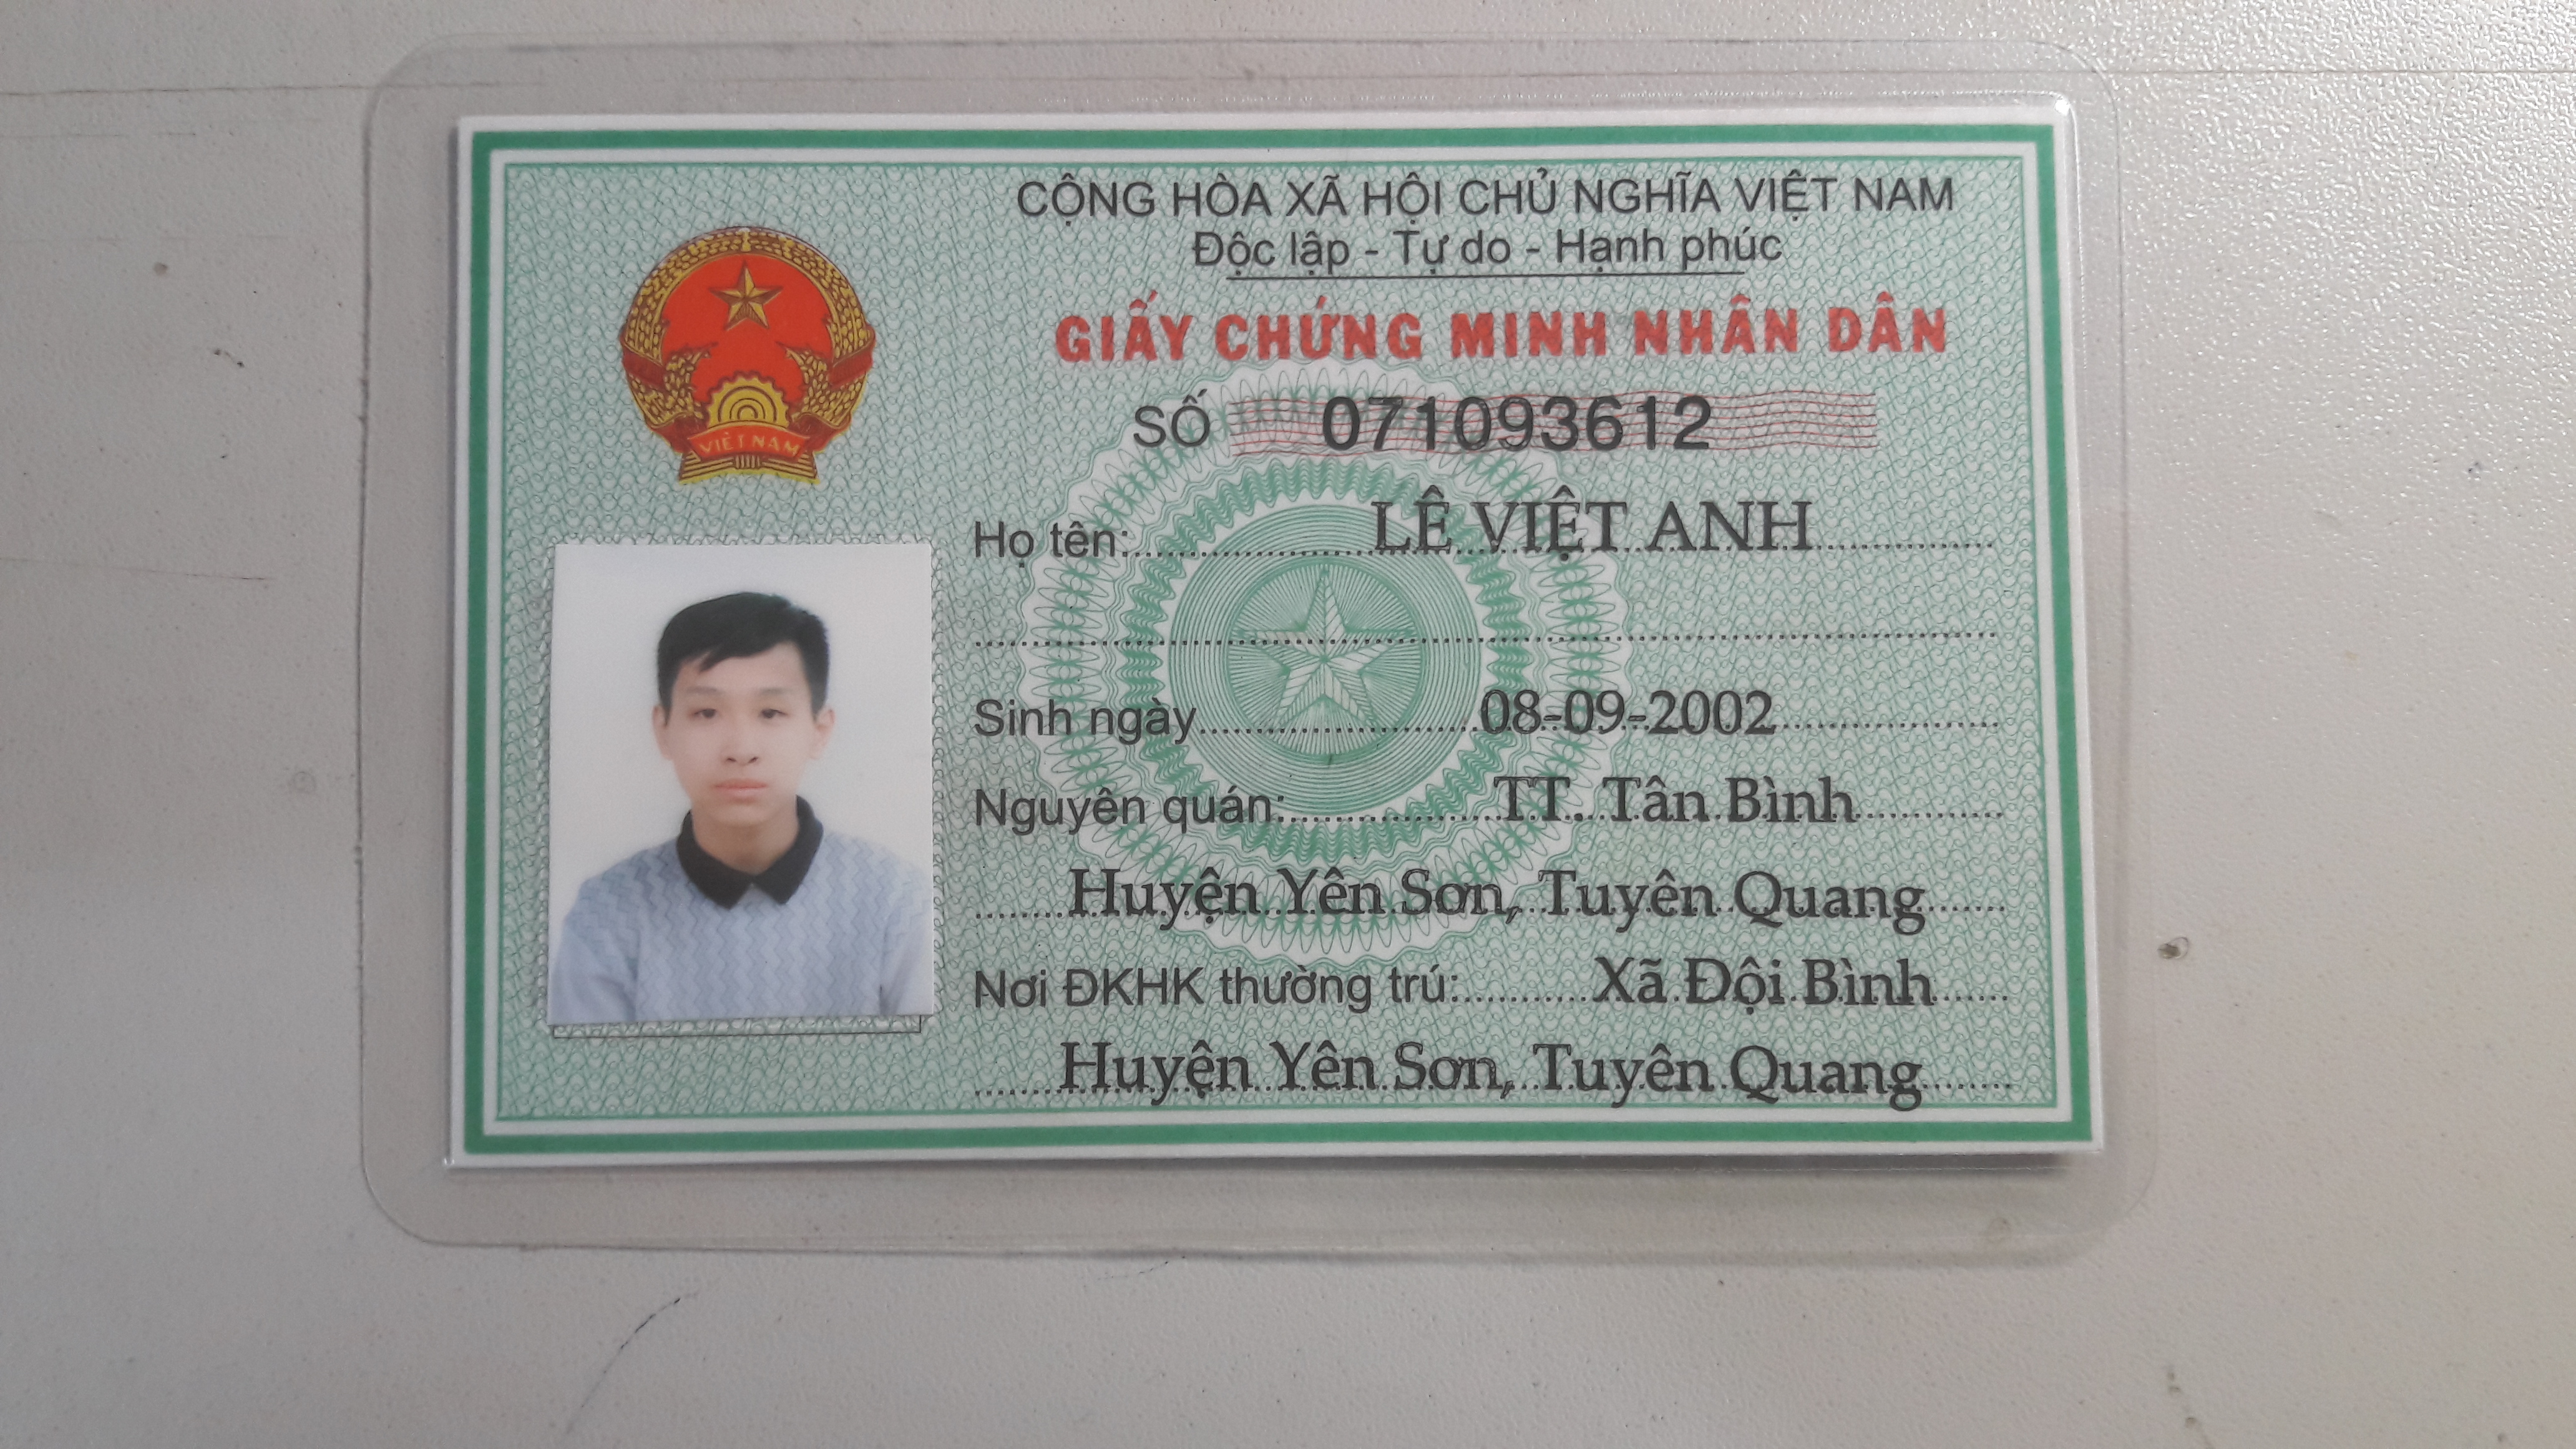 CỘNG HÒA XÃ HỘI CHỦ NGHĨA VIỆT NAM
Độc lập - Tự do - Hạnh phúc
GIẤY CHỨNG MINH NHÂN DÂN
SỐ 071093612
VIỆT NAM
Họ tên: LÊ VIỆT ANH
Sinh ngày 08-09-2002
Nguyên quán: TT. Tân Bình
Huyện Yên Sơn, Tuyên Quang
Nơi ĐKHK thường trú: Xã Đội Bình
Huyện Yên Sơn, Tuyên Quang